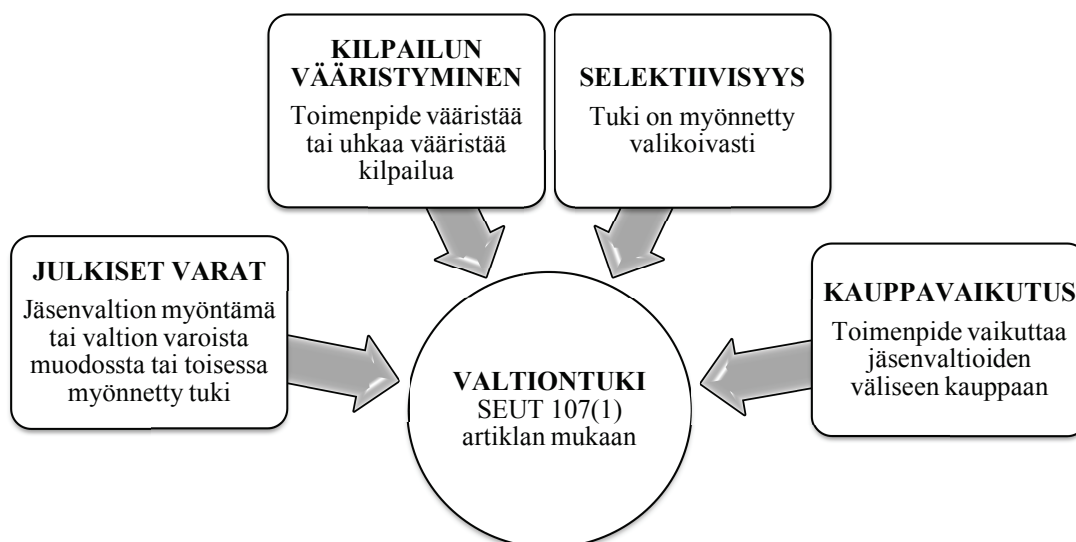 KILPAILUN
VÄÄRISTYMINEN
Toimenpide vääristää
tai uhkaa vääristää
kilpailua
SELEKTIIVISYYS
Tuki on myönnetty
valikoivasti
JULKISET VARAT
Jäsenvaltion myöntämä
tai valtion varoista
muodossta tai toisessa
myönnetty tuki
KAUPPAVAIKUTUS
Toimenpide vaikuttaa
jäsenvaltioiden
väliseen kauppaan
VALTIONTUKI
SEUT 107(1)
artiklan mukaan